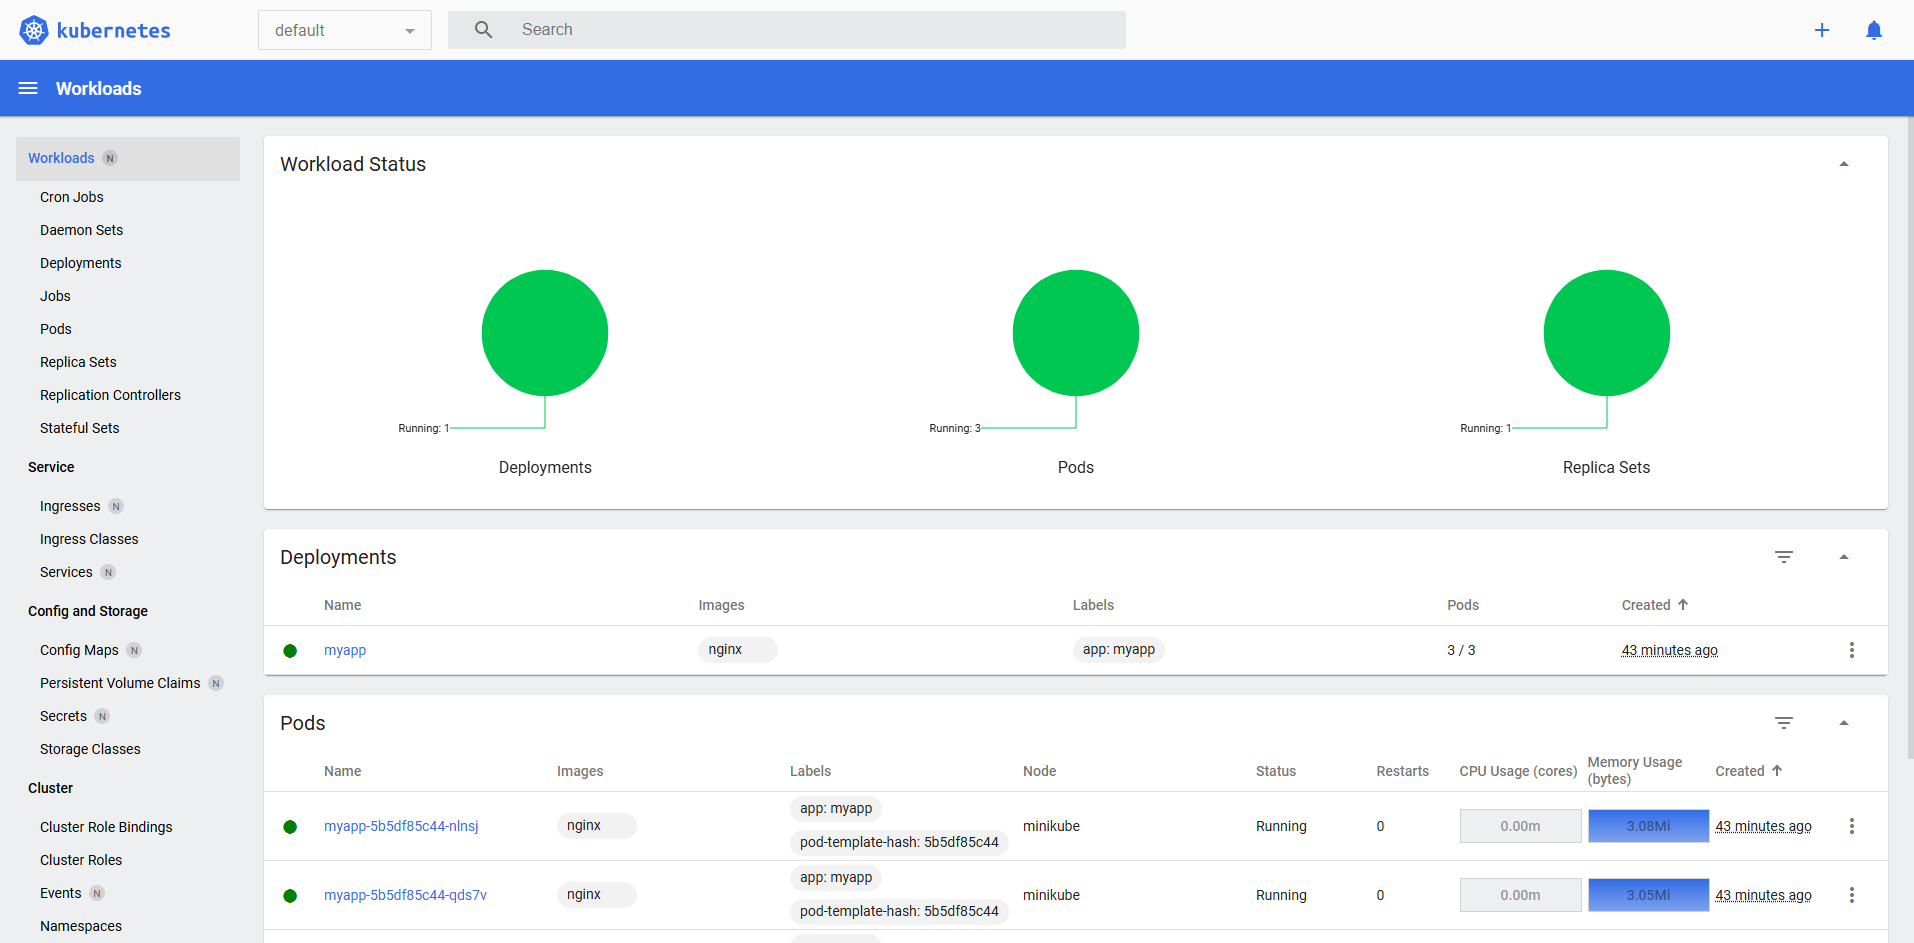 kubernetes
default
Search
Workloads
Workloads N
Cron Jobs
Daemon Sets
Deployments
Jobs
Pods
Replica Sets
Replication Controllers
Stateful Sets
Service
Ingresses N
Ingress Classes
Services N
Config and Storage
Config Maps N
Persistent Volume Claims N
Secrets N
Storage Classes
Cluster
Cluster Role Bindings
Cluster Roles
Events N
Namespaces
Workload Status
Running: 1
Deployments
Running: 3
Pods
Running: 1
Replica Sets
Deployments
Name Images Labels Pods Created
myapp nginx app: myapp 3 / 3 43 minutes ago
Pods
Name Images Labels Node Status Restarts CPU Usage (cores) Memory Usage (bytes) Created
app: myapp
myapp-5b5df85c44-nlnsj nginx minikube Running 0 0.00m 3.08Mi 43 minutes ago
pod-template-hash: 5b5df85c44
app: myapp
myapp-5b5df85c44-qds7v nginx minikube Running 0 0.00m 3.05Mi 43 minutes ago
pod-template-hash: 5b5df85c44